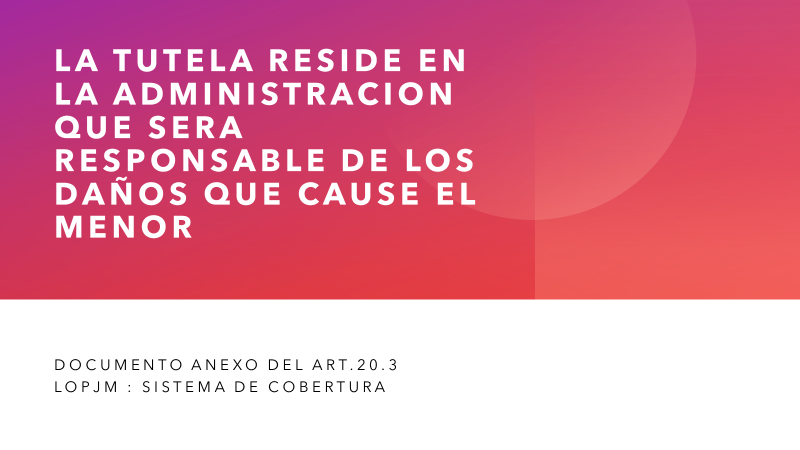 LA TUTELA RESIDE EN
LA ADMINISTRACION
QUE SERA
RESPONSABLE DE LOS
DAÑOS QUE CAUSE EL
MENOR
DOCUMENTO ANEXO DEL ART.20.3
LOPJM : SISTEMA DE COBERTURA